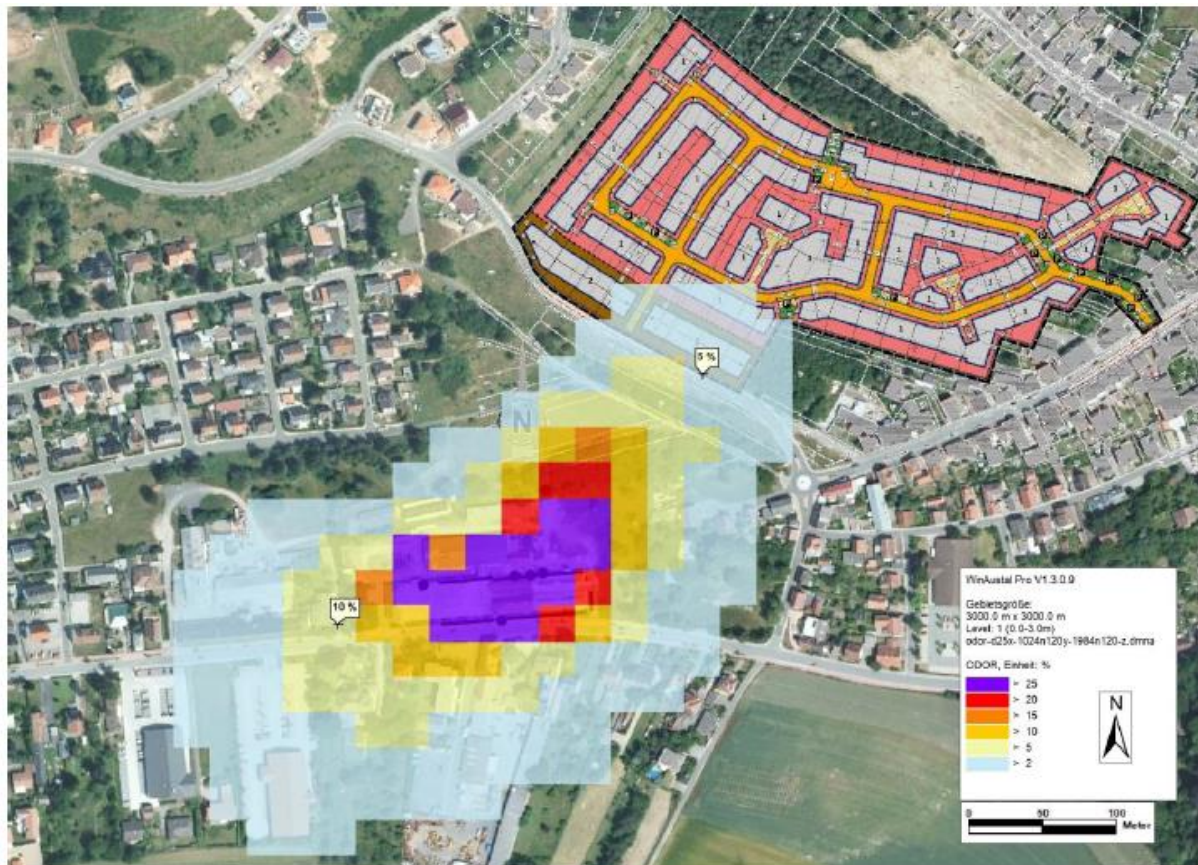 5 %
N
10 %
WinAustal Pro V1.3.0.9
Gebietsgröße:
3000.0 m x 3000.0 m
Level: 1 (0.0-3.0m)
odor-d25x-1024n120y-1984n120-z.dmna
ODOR, Einheit: %
> 25
> 20
> 15
> 10
> 5
> 2
N
0 50 100
Meter